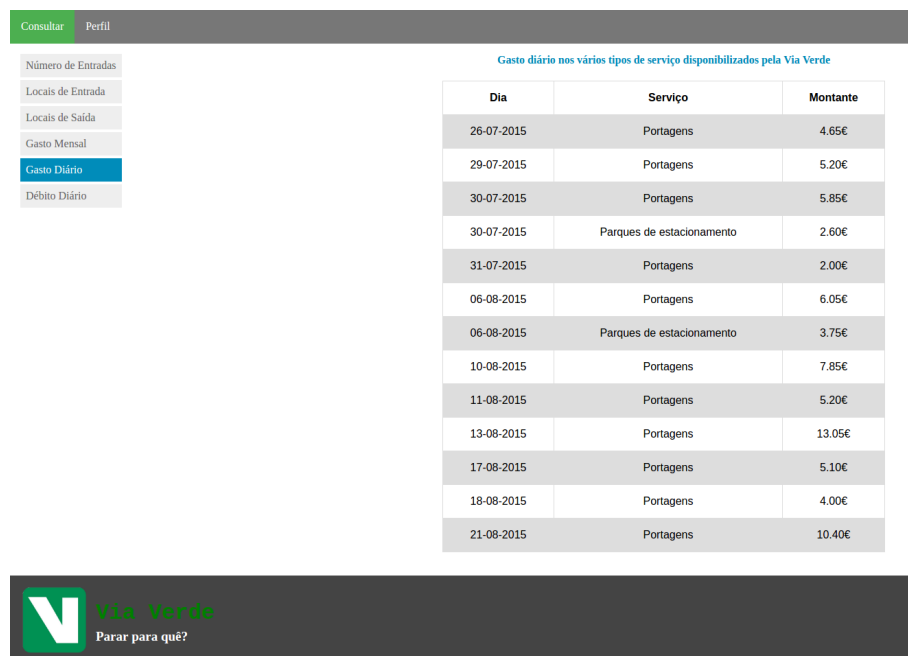 Consultar Perfil
Número de Entradas
Locais de Entrada
Locais de Saída
Gasto Mensal
Gasto Diário
Débito Diário
Gasto diário nos vários tipos de serviço disponibilizados pela Via Verde
Dia Serviço Montante
26-07-2015 Portagens 4.65€
29-07-2015 Portagens 5.20€
30-07-2015 Portagens 5.85€
30-07-2015 Parques de estacionamento 2.60€
31-07-2015 Portagens 2.00€
06-08-2015 Portagens 6.05€
06-08-2015 Parques de estacionamento 3.75€
10-08-2015 Portagens 7.85€
11-08-2015 Portagens 5.20€
13-08-2015 Portagens 13.05€
17-08-2015 Portagens 5.10€
18-08-2015 Portagens 4.00€
21-08-2015 Portagens 10.40€
Via Verde
Parar para quê?